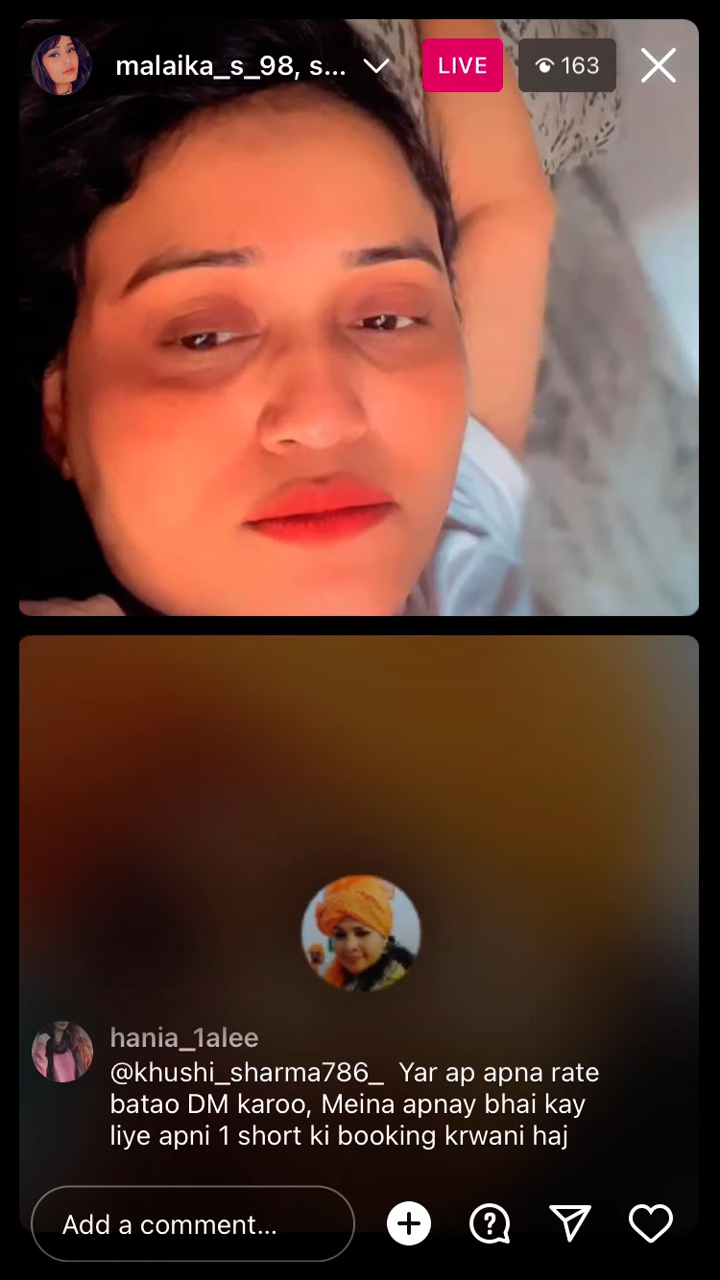 malaika_s_98, s...
LIVE
163
hania_1alee
@khushi_sharma786_ Yar ap apna rate
batao DM karoo, Meina apnay bhai kay
liye apni 1 short ki booking krwani haj
Add a comment...